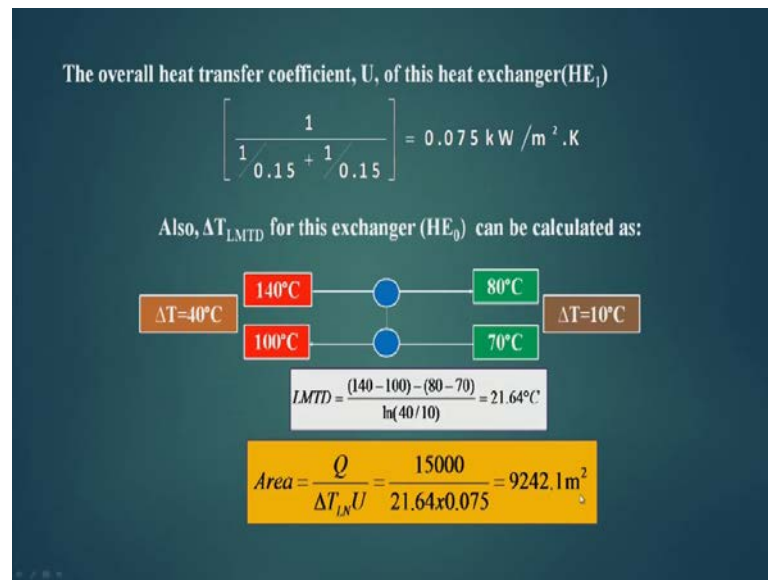 The overall heat transfer coefficient, U, of this heat exchanger(HE₁)
[1 / (1/0.15 + 1/0.15)] = 0.075 kW/m².K
Also, ΔT_LMTD for this exchanger (HE₀) can be calculated as:
140°C 80°C
ΔT=40°C ΔT=10°C
100°C 70°C
LMTD = ((140−100)−(80−70)) / ln(40/10) = 21.64°C
Area = Q / (ΔT_LN U) = 15000 / (21.64x0.075) = 9242.1m²